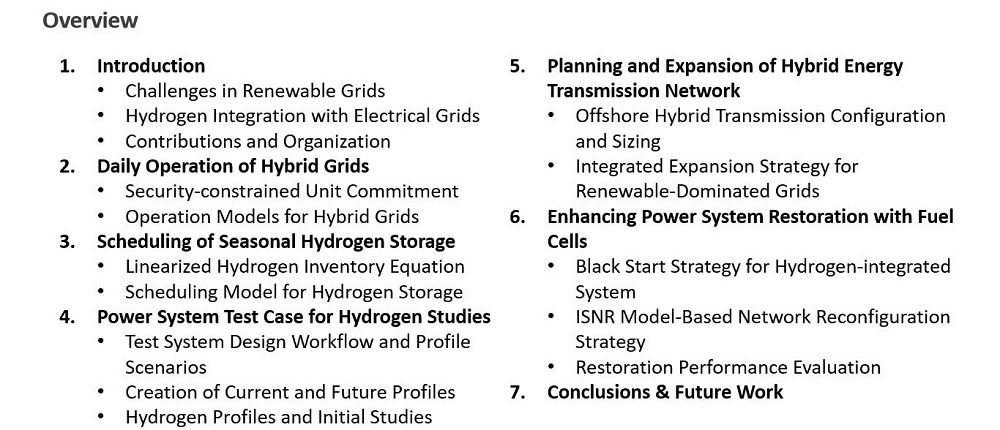 Overview
1. Introduction
• Challenges in Renewable Grids
• Hydrogen Integration with Electrical Grids
• Contributions and Organization
2. Daily Operation of Hybrid Grids
• Security-constrained Unit Commitment
• Operation Models for Hybrid Grids
3. Scheduling of Seasonal Hydrogen Storage
• Linearized Hydrogen Inventory Equation
• Scheduling Model for Hydrogen Storage
4. Power System Test Case for Hydrogen Studies
• Test System Design Workflow and Profile
Scenarios
• Creation of Current and Future Profiles
• Hydrogen Profiles and Initial Studies
5. Planning and Expansion of Hybrid Energy
Transmission Network
• Offshore Hybrid Transmission Configuration
and Sizing
• Integrated Expansion Strategy for
Renewable-Dominated Grids
6. Enhancing Power System Restoration with Fuel
Cells
• Black Start Strategy for Hydrogen-integrated
System
• ISNR Model-Based Network Reconfiguration
Strategy
• Restoration Performance Evaluation
7. Conclusions & Future Work